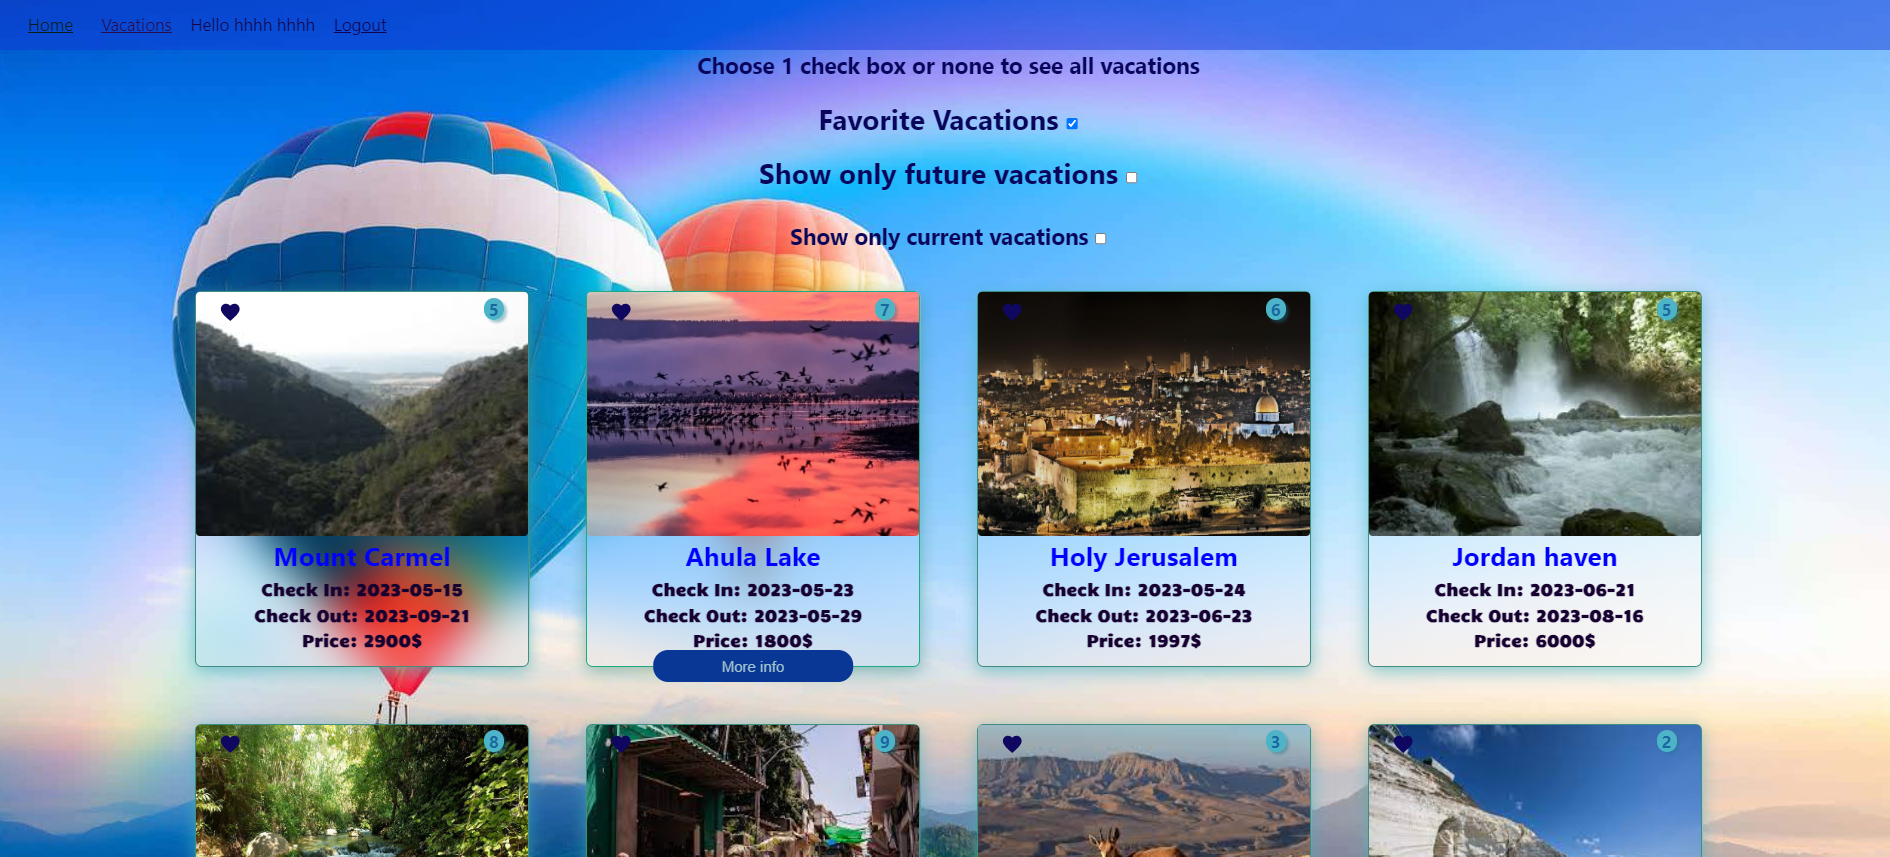 Home Vacations Hello hhhh hhhh Logout
Choose 1 check box or none to see all vacations
Favorite Vacations
Show only future vacations
Show only current vacations
5
Mount Carmel
Check In: 2023-05-15
Check Out: 2023-09-21
Price: 2900$
7
Ahula Lake
Check In: 2023-05-23
Check Out: 2023-05-29
Price: 1800$
More info
6
Holy Jerusalem
Check In: 2023-05-24
Check Out: 2023-06-23
Price: 1997$
5
Jordan haven
Check In: 2023-06-21
Check Out: 2023-08-16
Price: 6000$
8
9
3
2